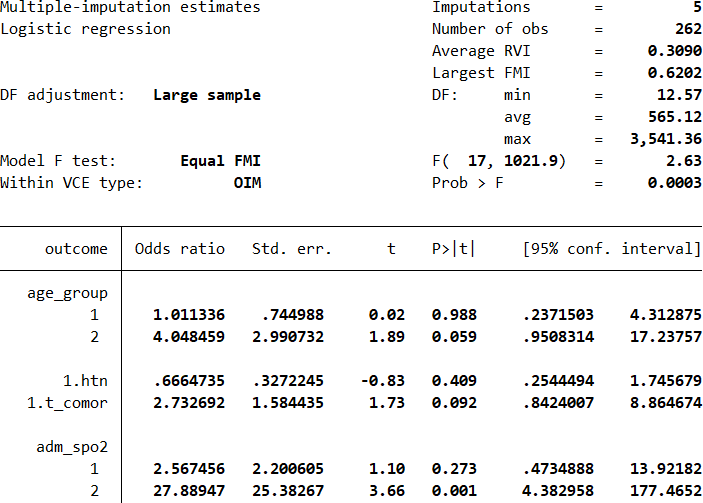 Multiple-imputation estimates Imputations = 5
Logistic regression Number of obs = 262
Average RVI = 0.3090
Largest FMI = 0.6202
DF adjustment: Large sample DF: min = 12.57
avg = 565.12
max = 3,541.36
Model F test: Equal FMI F( 17, 1021.9) = 2.63
Within VCE type: OIM Prob > F = 0.0003
outcome Odds ratio Std. err. t P>|t| [95% conf. interval]
age_group
1 1.011336 .744988 0.02 0.988 .2371503 4.312875
2 4.048459 2.990732 1.89 0.059 .9508314 17.23757
1.htn .6664735 .3272245 -0.83 0.409 .2544494 1.745679
1.t_comor 2.732692 1.584435 1.73 0.092 .8424007 8.864674
adm_spo2
1 2.567456 2.200605 1.10 0.273 .4734888 13.92182
2 27.88947 25.38267 3.66 0.001 4.382958 177.4652